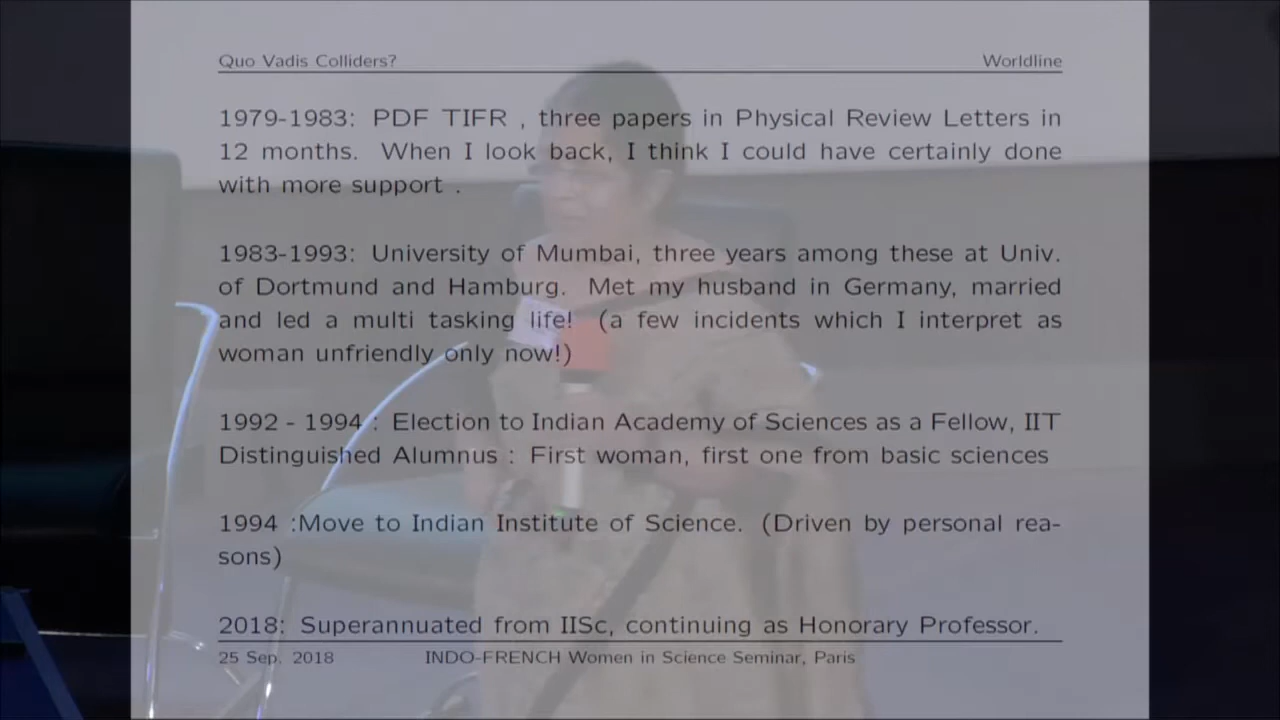 Quo Vadis Colliders? Worldline
1979-1983: PDF TIFR , three papers in Physical Review Letters in
12 months. When I look back, I think I could have certainly done
with more support .
1983-1993: University of Mumbai, three years among these at Univ.
of Dortmund and Hamburg. Met my husband in Germany, married
and led a multi tasking life! (a few incidents which I interpret as
woman unfriendly only now!)
1992 - 1994 : Election to Indian Academy of Sciences as a Fellow, IIT
Distinguished Alumnus : First woman, first one from basic sciences
1994 :Move to Indian Institute of Science. (Driven by personal rea-
sons)
2018: Superannuated from IISc, continuing as Honorary Professor.
25 Sep. 2018 INDO-FRENCH Women in Science Seminar, Paris